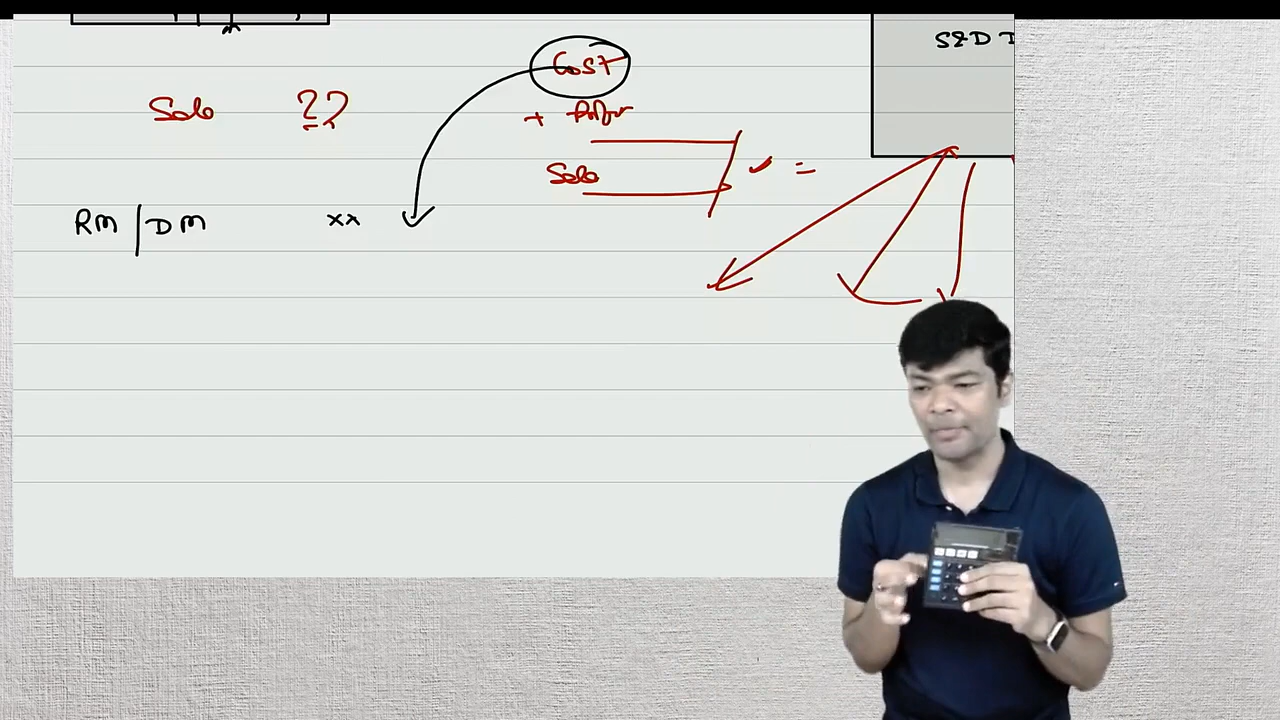 S&D
Cost
Sale ??
+ Profit
Sale
=
RM | DM xx